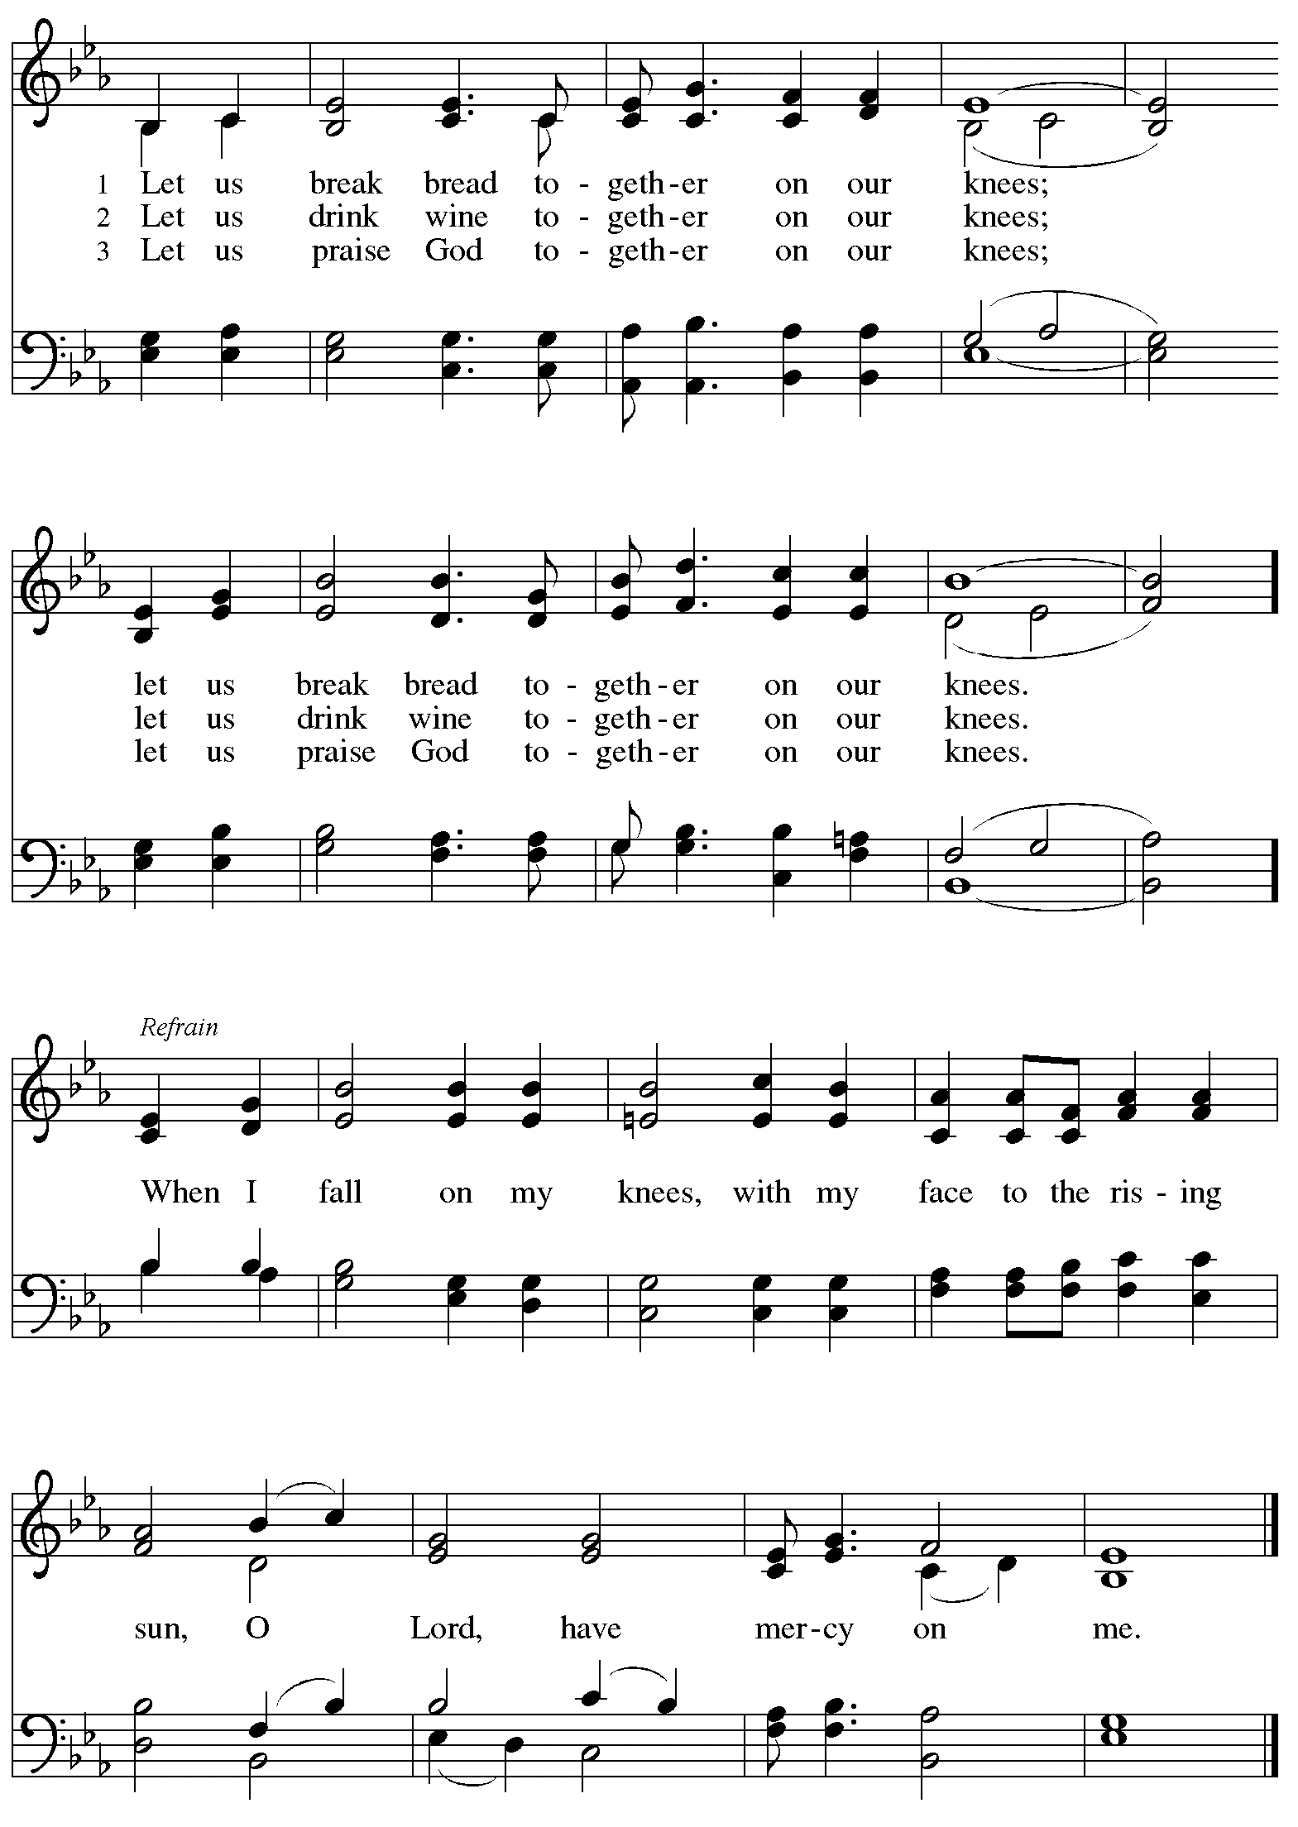 1 Let us break bread to - geth - er on our knees;
2 Let us drink wine to - geth - er on our knees;
3 Let us praise God to - geth - er on our knees;
let us break bread to - geth - er on our knees.
let us drink wine to - geth - er on our knees.
let us praise God to - geth - er on our knees.
Refrain
When I fall on my knees, with my face to the ris - ing
sun, O Lord, have mer - cy on me.